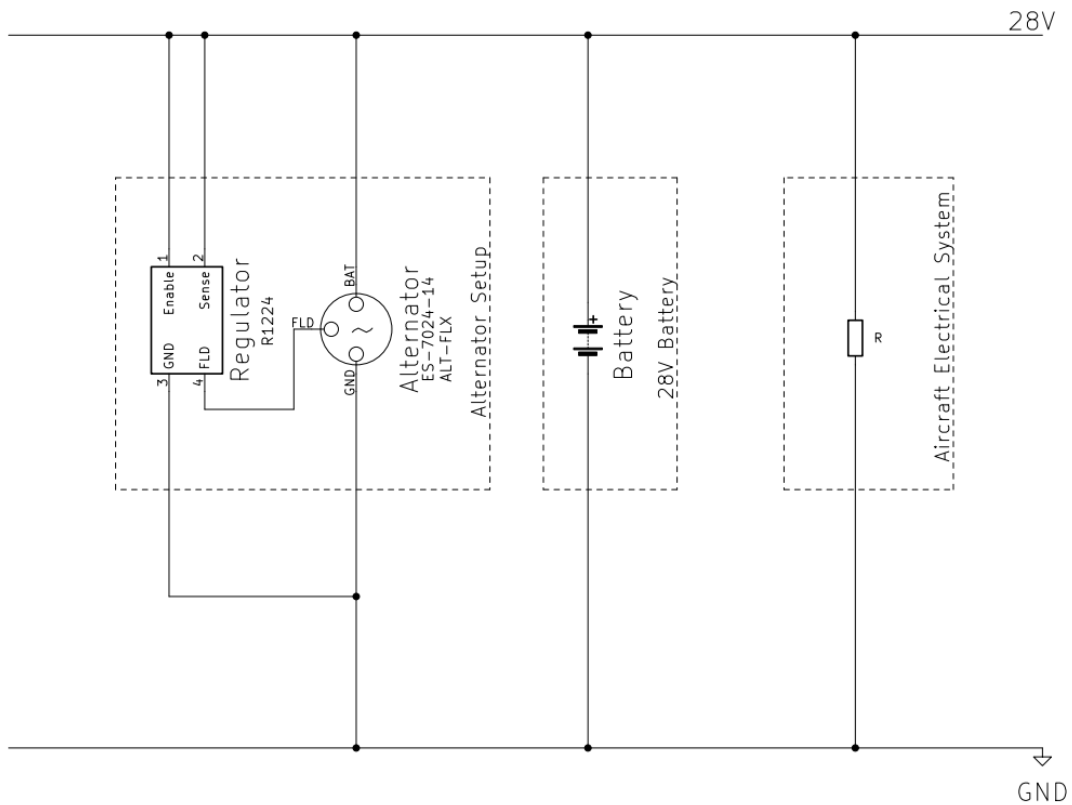 28V
1
2
Enable
Sense
GND
FLD
3
4
Regulator
R1224
FLD
BAT
~
GND
Alternator
ES-7024-14
ALT-FLX
Alternator Setup
+
Battery
28V Battery
R
Aircraft Electrical System
GND